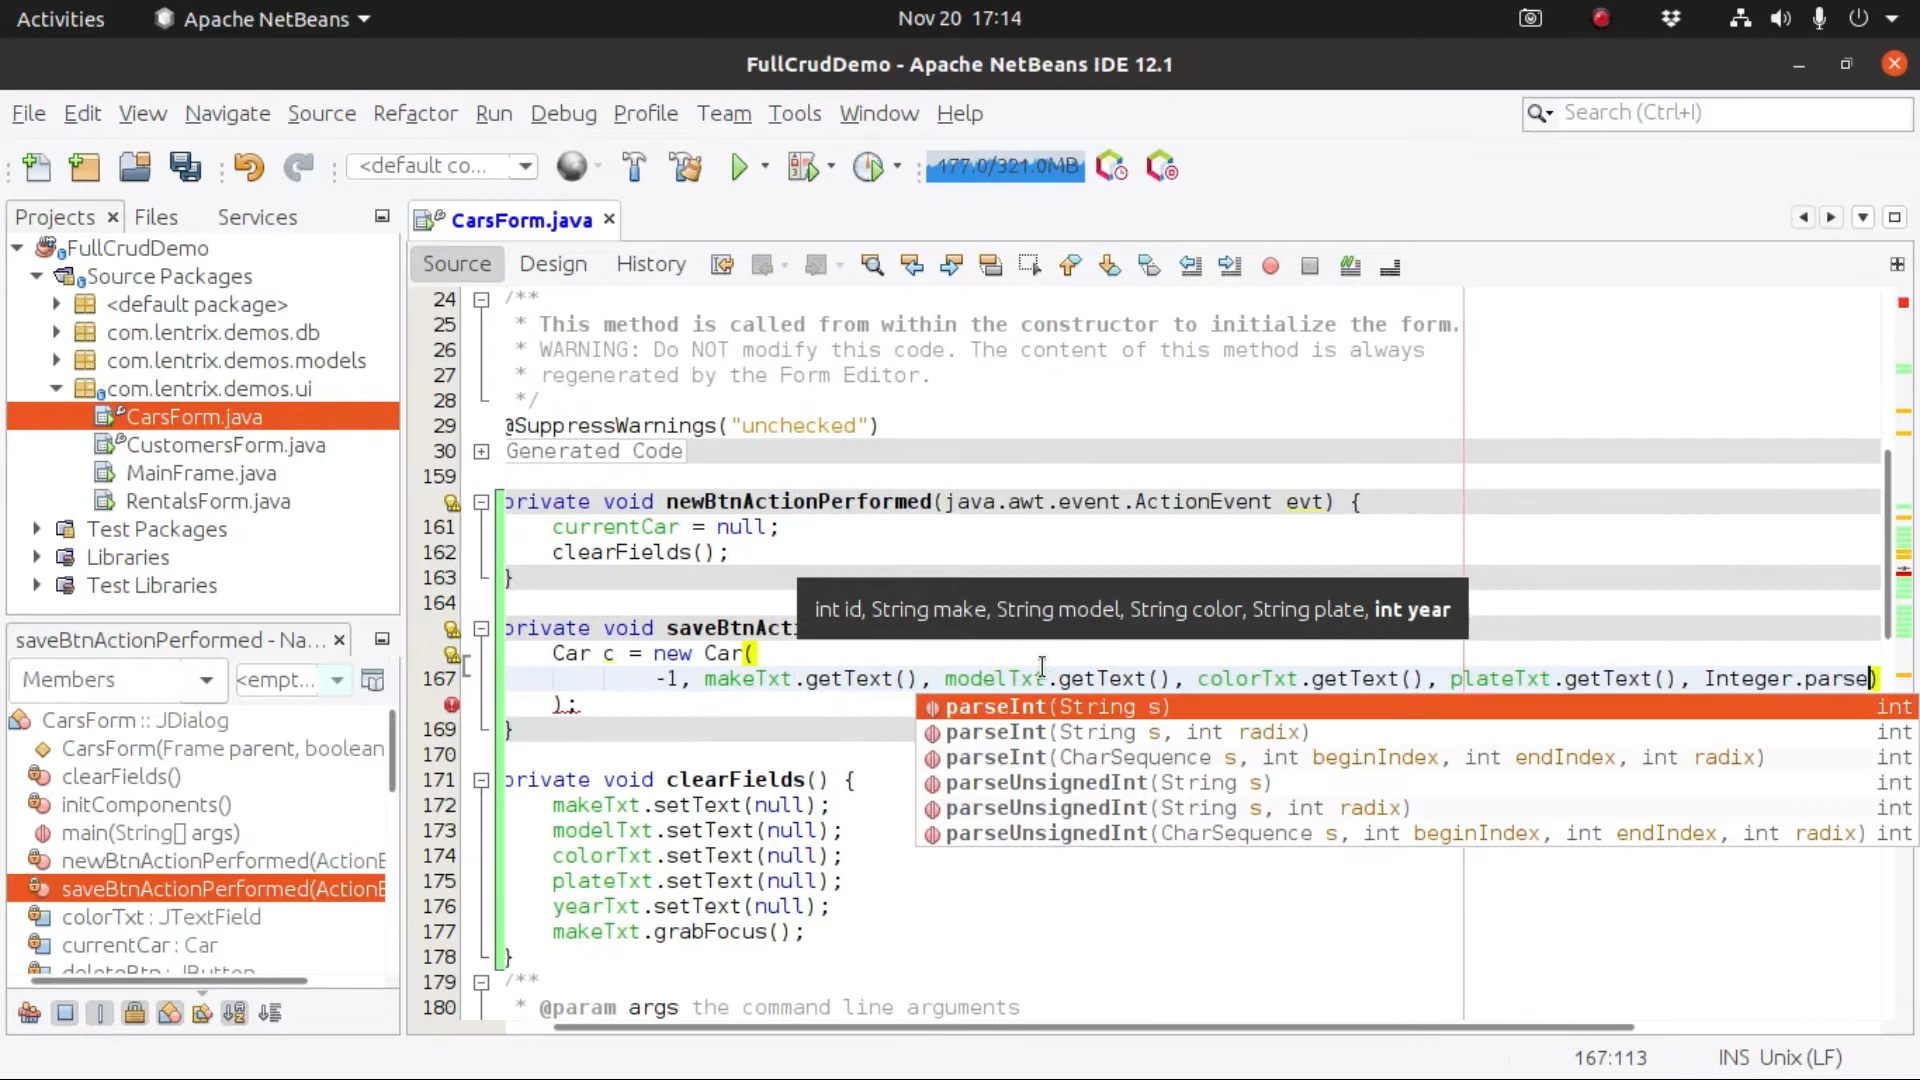 Activities Apache NetBeans Nov 20 17:14
FullCrudDemo - Apache NetBeans IDE 12.1
File Edit View Navigate Source Refactor Run Debug Profile Team Tools Window Help Search (Ctrl+I)
<default co... 177.0/321.0MB
Projects Files Services
CarsForm.java
FullCrudDemo
Source Packages
<default package>
com.lentrix.demos.db
com.lentrix.demos.models
com.lentrix.demos.ui
CarsForm.java
CustomersForm.java
MainFrame.java
RentalsForm.java
Test Packages
Libraries
Test Libraries
saveBtnActionPerformed - Na...
Members <empt...
CarsForm :: JDialog
CarsForm(Frame parent, boolean
clearFields()
initComponents()
main(String[] args)
newBtnActionPerformed(ActionE
saveBtnActionPerformed(ActionE
colorTxt : JTextField
currentCar : Car
deleteBtn : JButton
Source Design History
24 /**
25 * This method is called from within the constructor to initialize the form.
26 * WARNING: Do NOT modify this code. The content of this method is always
27 * regenerated by the Form Editor.
28 */
29 @SuppressWarnings("unchecked")
30 Generated Code
159
private void newBtnActionPerformed(java.awt.event.ActionEvent evt) {
161 currentCar = null;
162 clearFields();
163 }
164
int id, String make, String model, String color, String plate, int year
private void saveBtnActi
Car c = new Car(
167 -1, makeTxt.getText(), modelTxt.getText(), colorTxt.getText(), plateTxt.getText(), Integer.parse)
);
169 }
170
171 private void clearFields() {
172 makeTxt.setText(null);
173 modelTxt.setText(null);
174 colorTxt.setText(null);
175 plateTxt.setText(null);
176 yearTxt.setText(null);
177 makeTxt.grabFocus();
178 }
179 /**
180 * @param args the command line arguments
parseInt(String s) int
parseInt(String s, int radix) int
parseInt(CharSequence s, int beginIndex, int endIndex, int radix) int
parseUnsignedInt(String s) int
parseUnsignedInt(String s, int radix) int
parseUnsignedInt(CharSequence s, int beginIndex, int endIndex, int radix) int
167:113 INS Unix (LF)